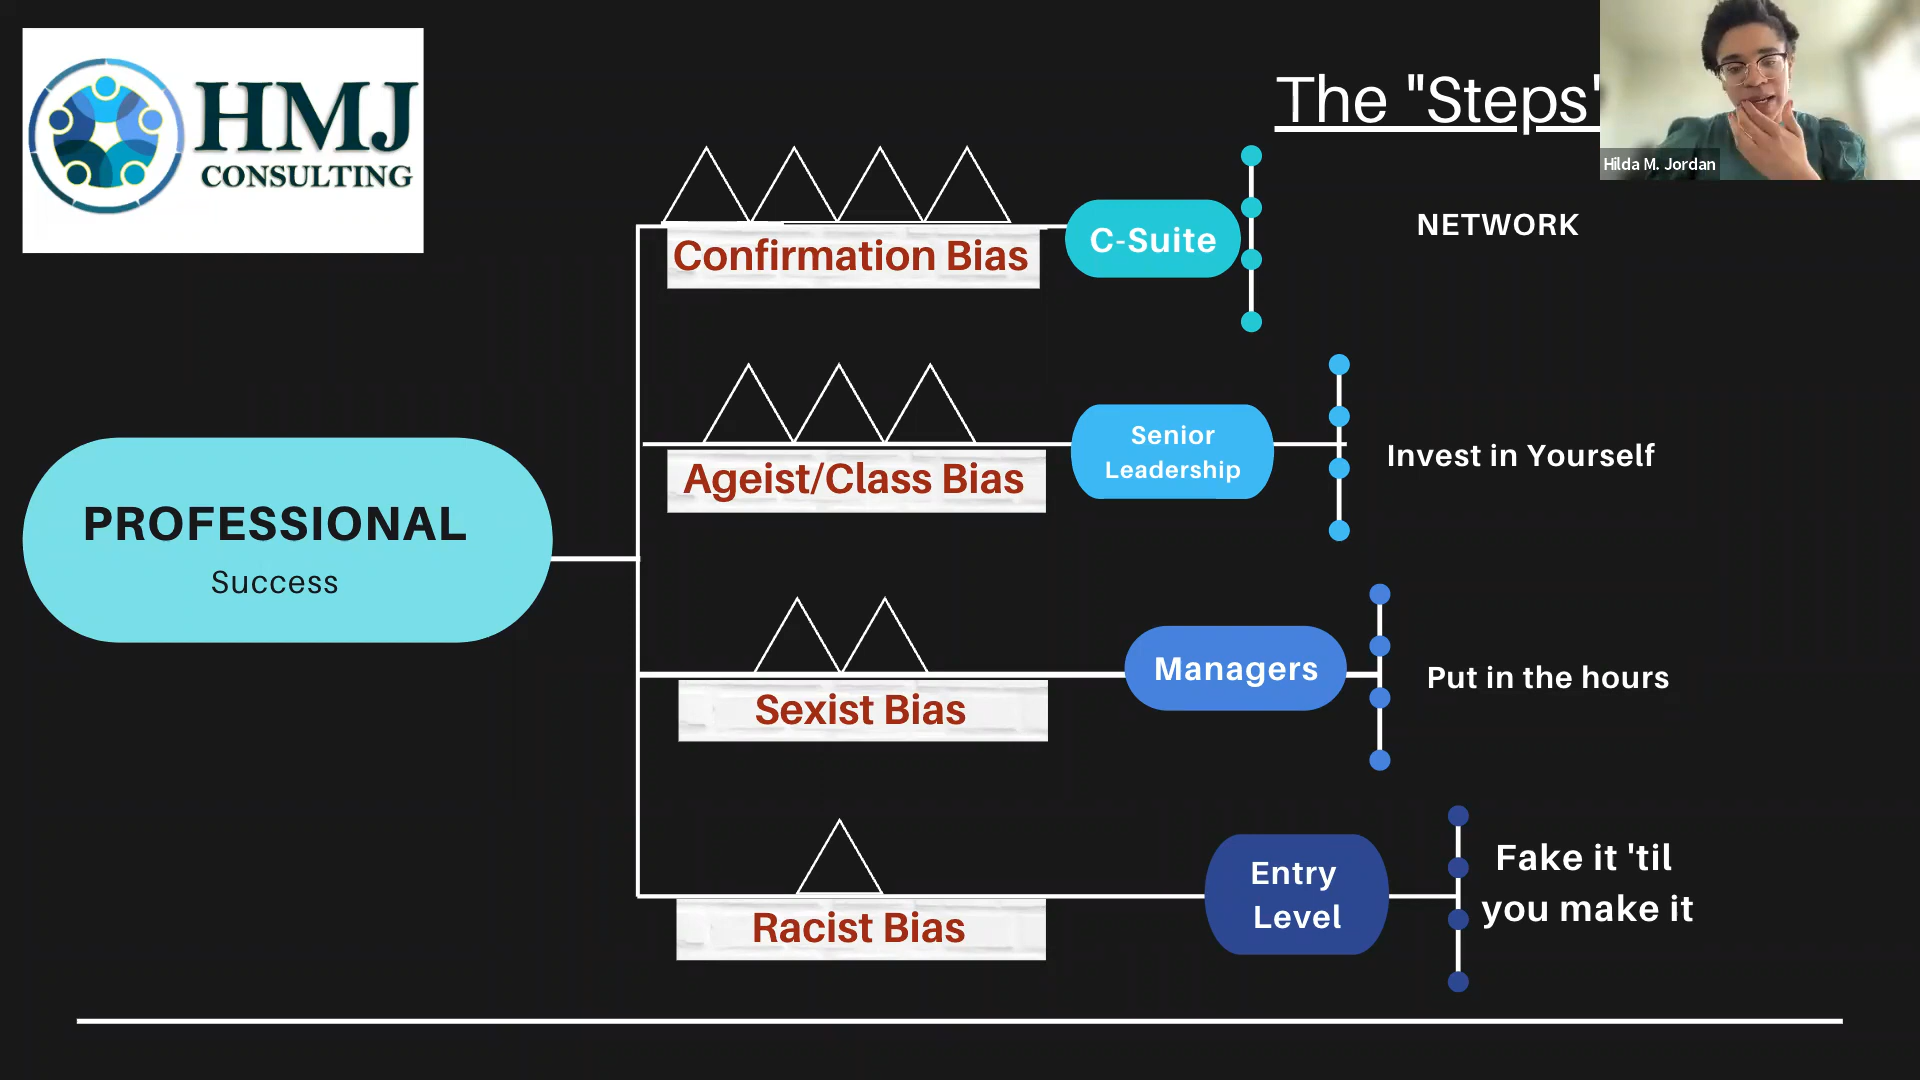 HMJ
CONSULTING
The "Steps"
Hilda M. Jordan
Confirmation Bias
C-Suite
NETWORK
Ageist/Class Bias
Senior
Leadership
Invest in Yourself
PROFESSIONAL
Success
Sexist Bias
Managers
Put in the hours
Racist Bias
Entry
Level
Fake it 'til
you make it